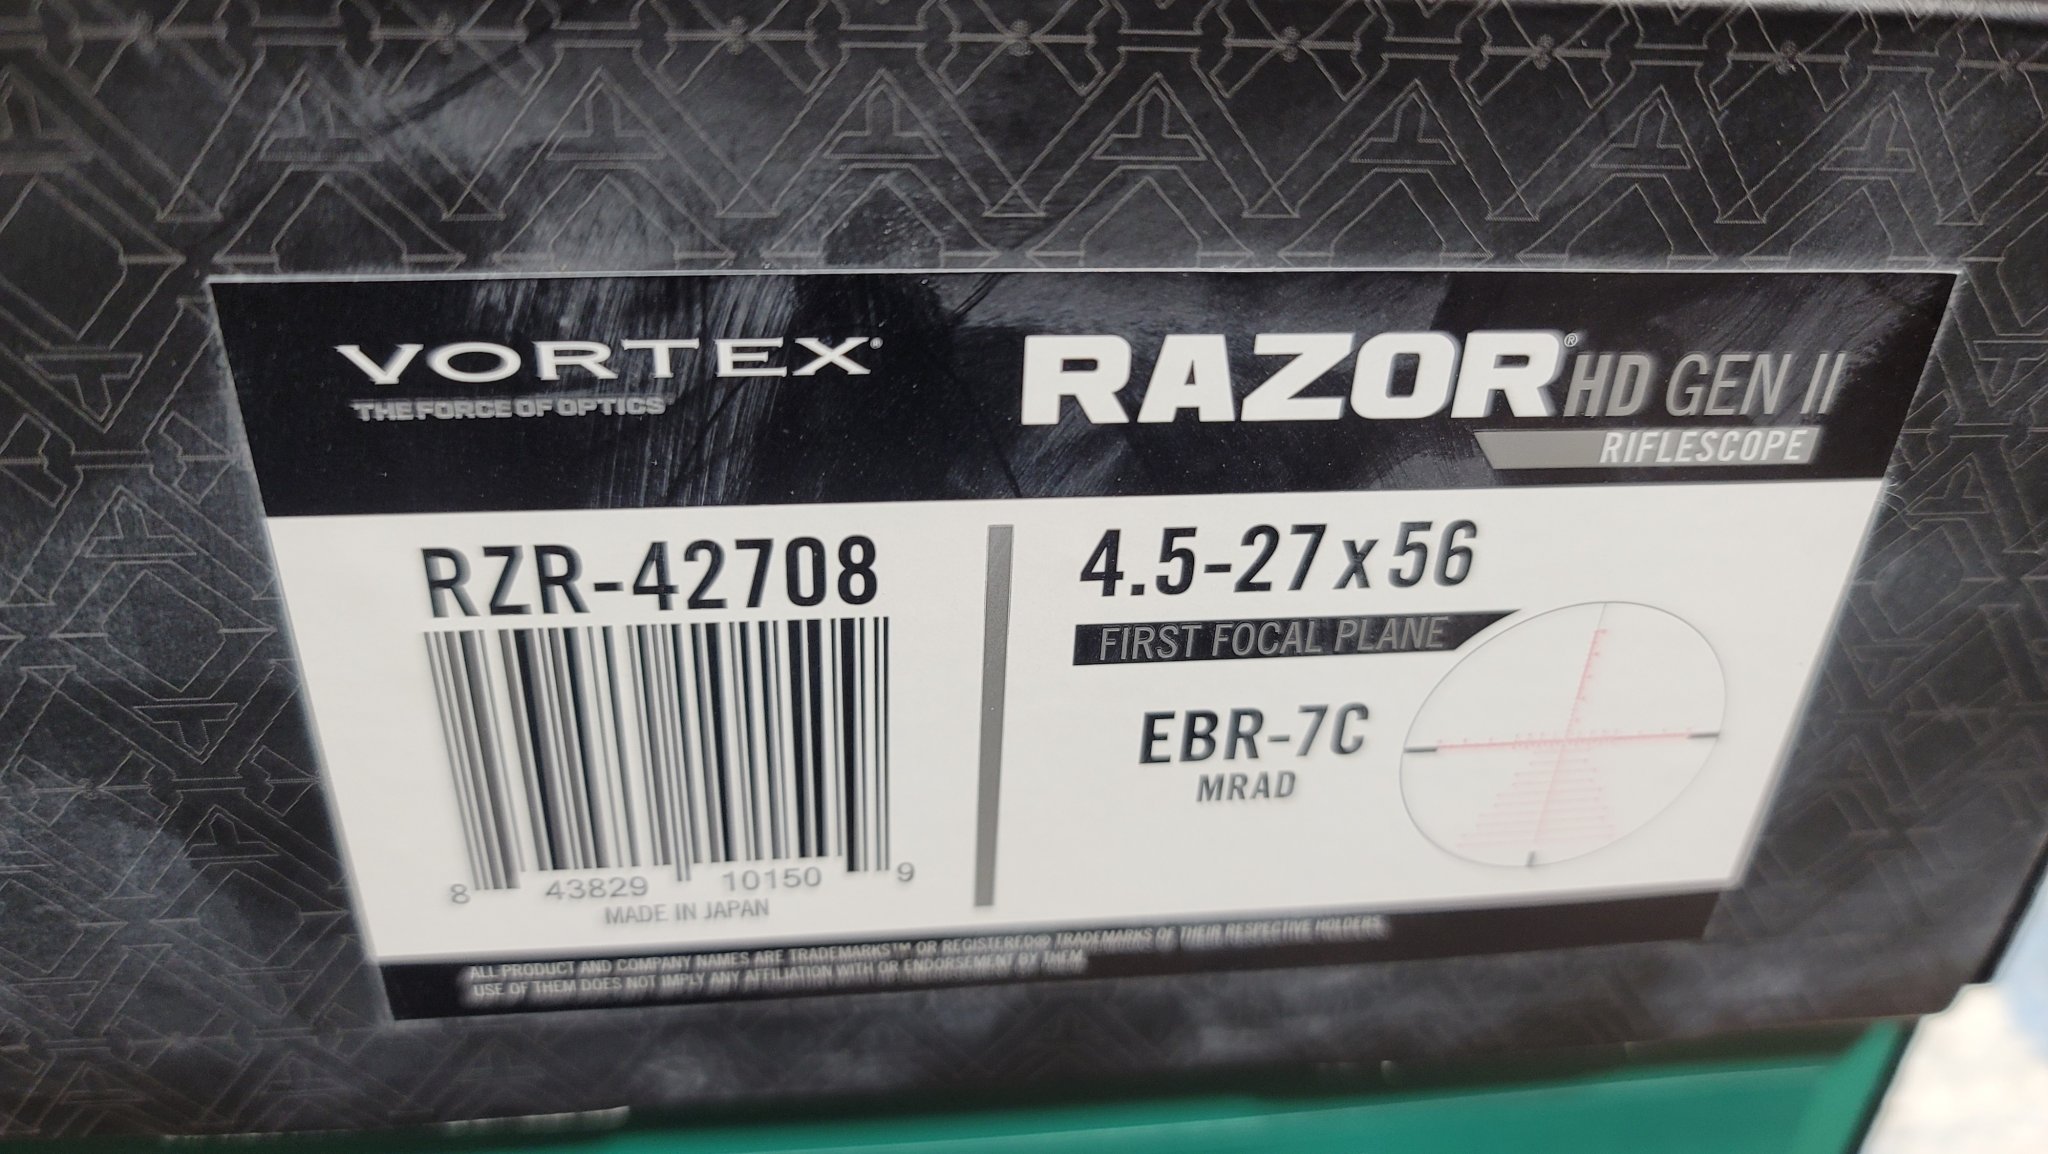 VORTEX®
THE FORCE OF OPTICS
RAZOR® HD GEN II
RIFLESCOPE
RZR-42708
8 43829 10150 9
MADE IN JAPAN
4.5-27x56
FIRST FOCAL PLANE
EBR-7C
MRAD
ALL PRODUCT AND COMPANY NAMES ARE TRADEMARKS™ OR REGISTERED® TRADEMARKS OF THEIR RESPECTIVE HOLDERS.
USE OF THEM DOES NOT IMPLY ANY AFFILIATION WITH OR ENDORSEMENT BY THEM.